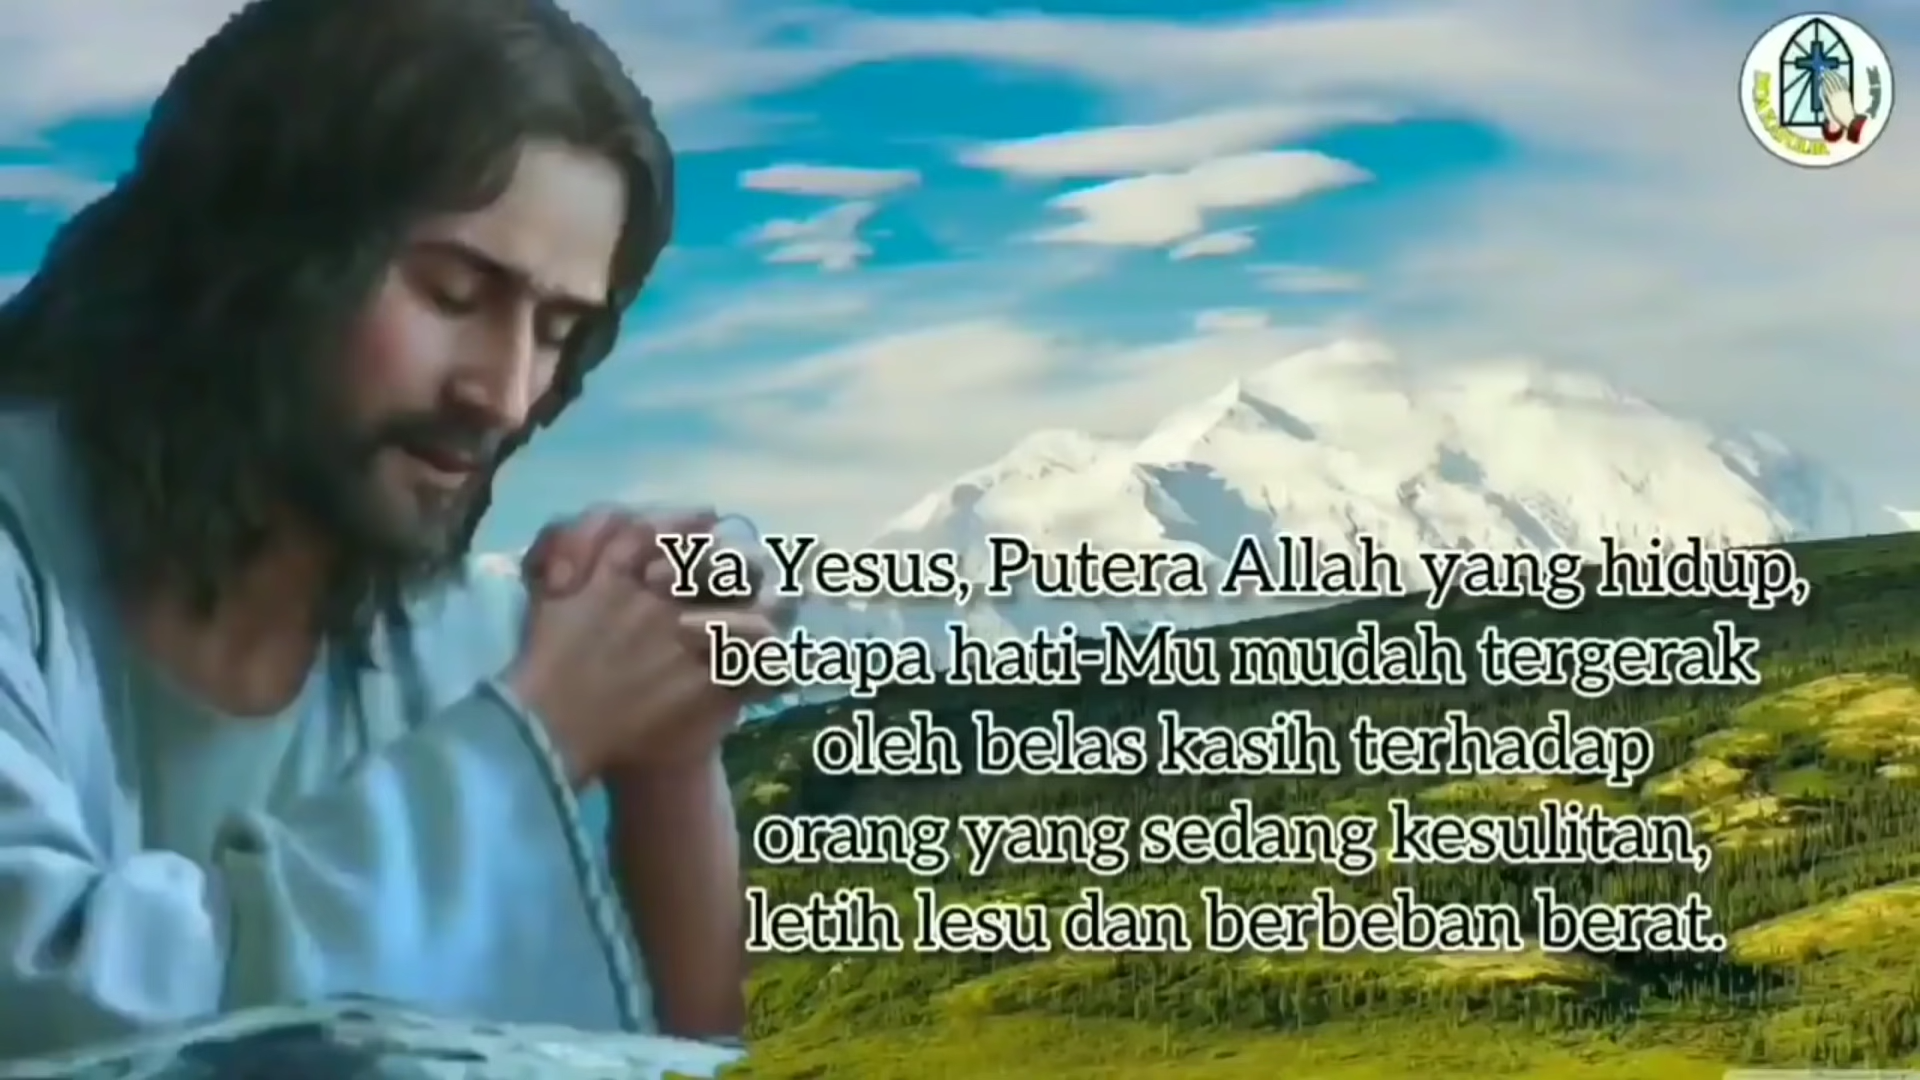 Ya Yesus, Putera Allah yang hidup,
betapa hati-Mu mudah tergerak
oleh belas kasih terhadap
orang yang sedang kesulitan,
letih lesu dan berbeban berat.